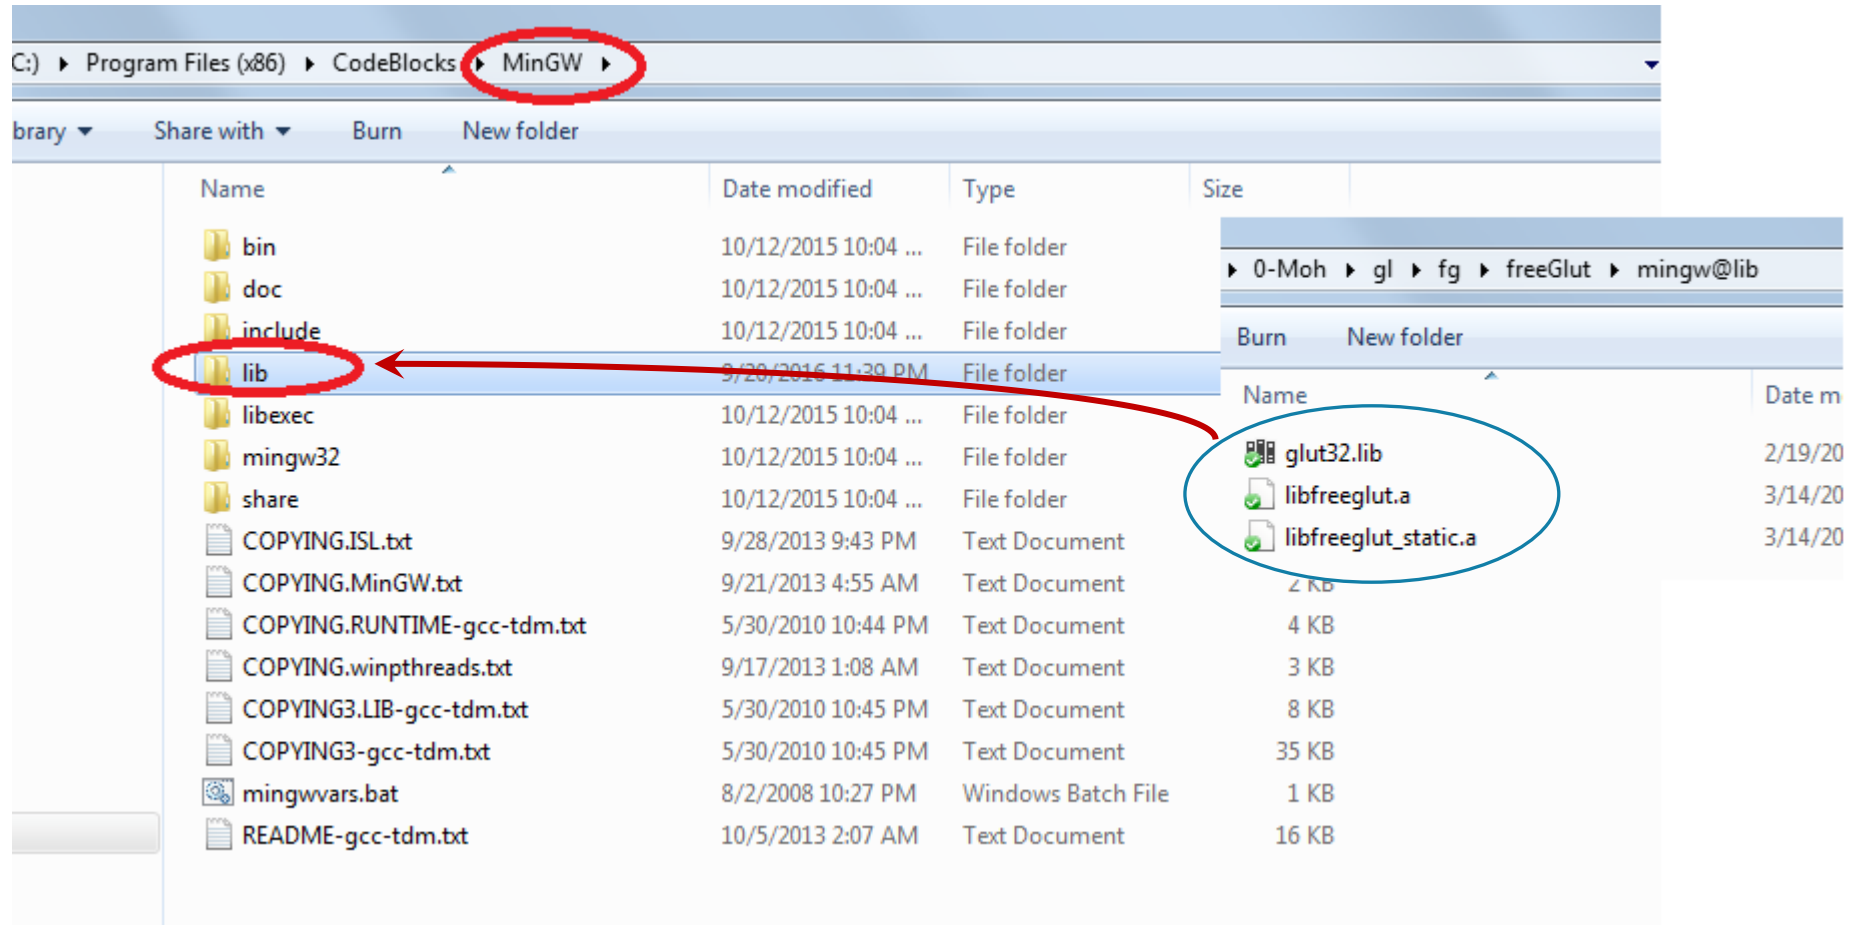 C:) Program Files (x86) CodeBlocks MinGW
brary Share with Burn New folder
Name Date modified Type Size
bin 10/12/2015 10:04 ... File folder
doc 10/12/2015 10:04 ... File folder
include 10/12/2015 10:04 ... File folder
lib 9/20/2016 11:39 PM File folder
libexec 10/12/2015 10:04 ... File folder
mingw32 10/12/2015 10:04 ... File folder
share 10/12/2015 10:04 ... File folder
COPYING.ISL.txt 9/28/2013 9:43 PM Text Document
COPYING.MinGW.txt 9/21/2013 4:55 AM Text Document 2 KB
COPYING.RUNTIME-gcc-tdm.txt 5/30/2010 10:44 PM Text Document 4 KB
COPYING.winpthreads.txt 9/17/2013 1:08 AM Text Document 3 KB
COPYING3.LIB-gcc-tdm.txt 5/30/2010 10:45 PM Text Document 8 KB
COPYING3-gcc-tdm.txt 5/30/2010 10:45 PM Text Document 35 KB
mingwvars.bat 8/2/2008 10:27 PM Windows Batch File 1 KB
README-gcc-tdm.txt 10/5/2013 2:07 AM Text Document 16 KB
0-Moh gl fg freeGlut mingw@lib
Burn New folder
Name Date m
glut32.lib 2/19/20
libfreeglut.a 3/14/20
libfreeglut_static.a 3/14/20